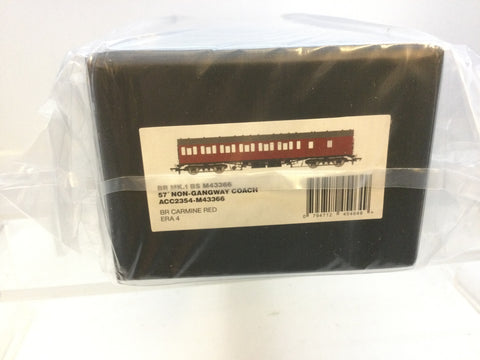 BR MK.1 BS M43366
57' NON-GANGWAY COACH
ACC2354-M43366
BR CARMINE RED
ERA 4